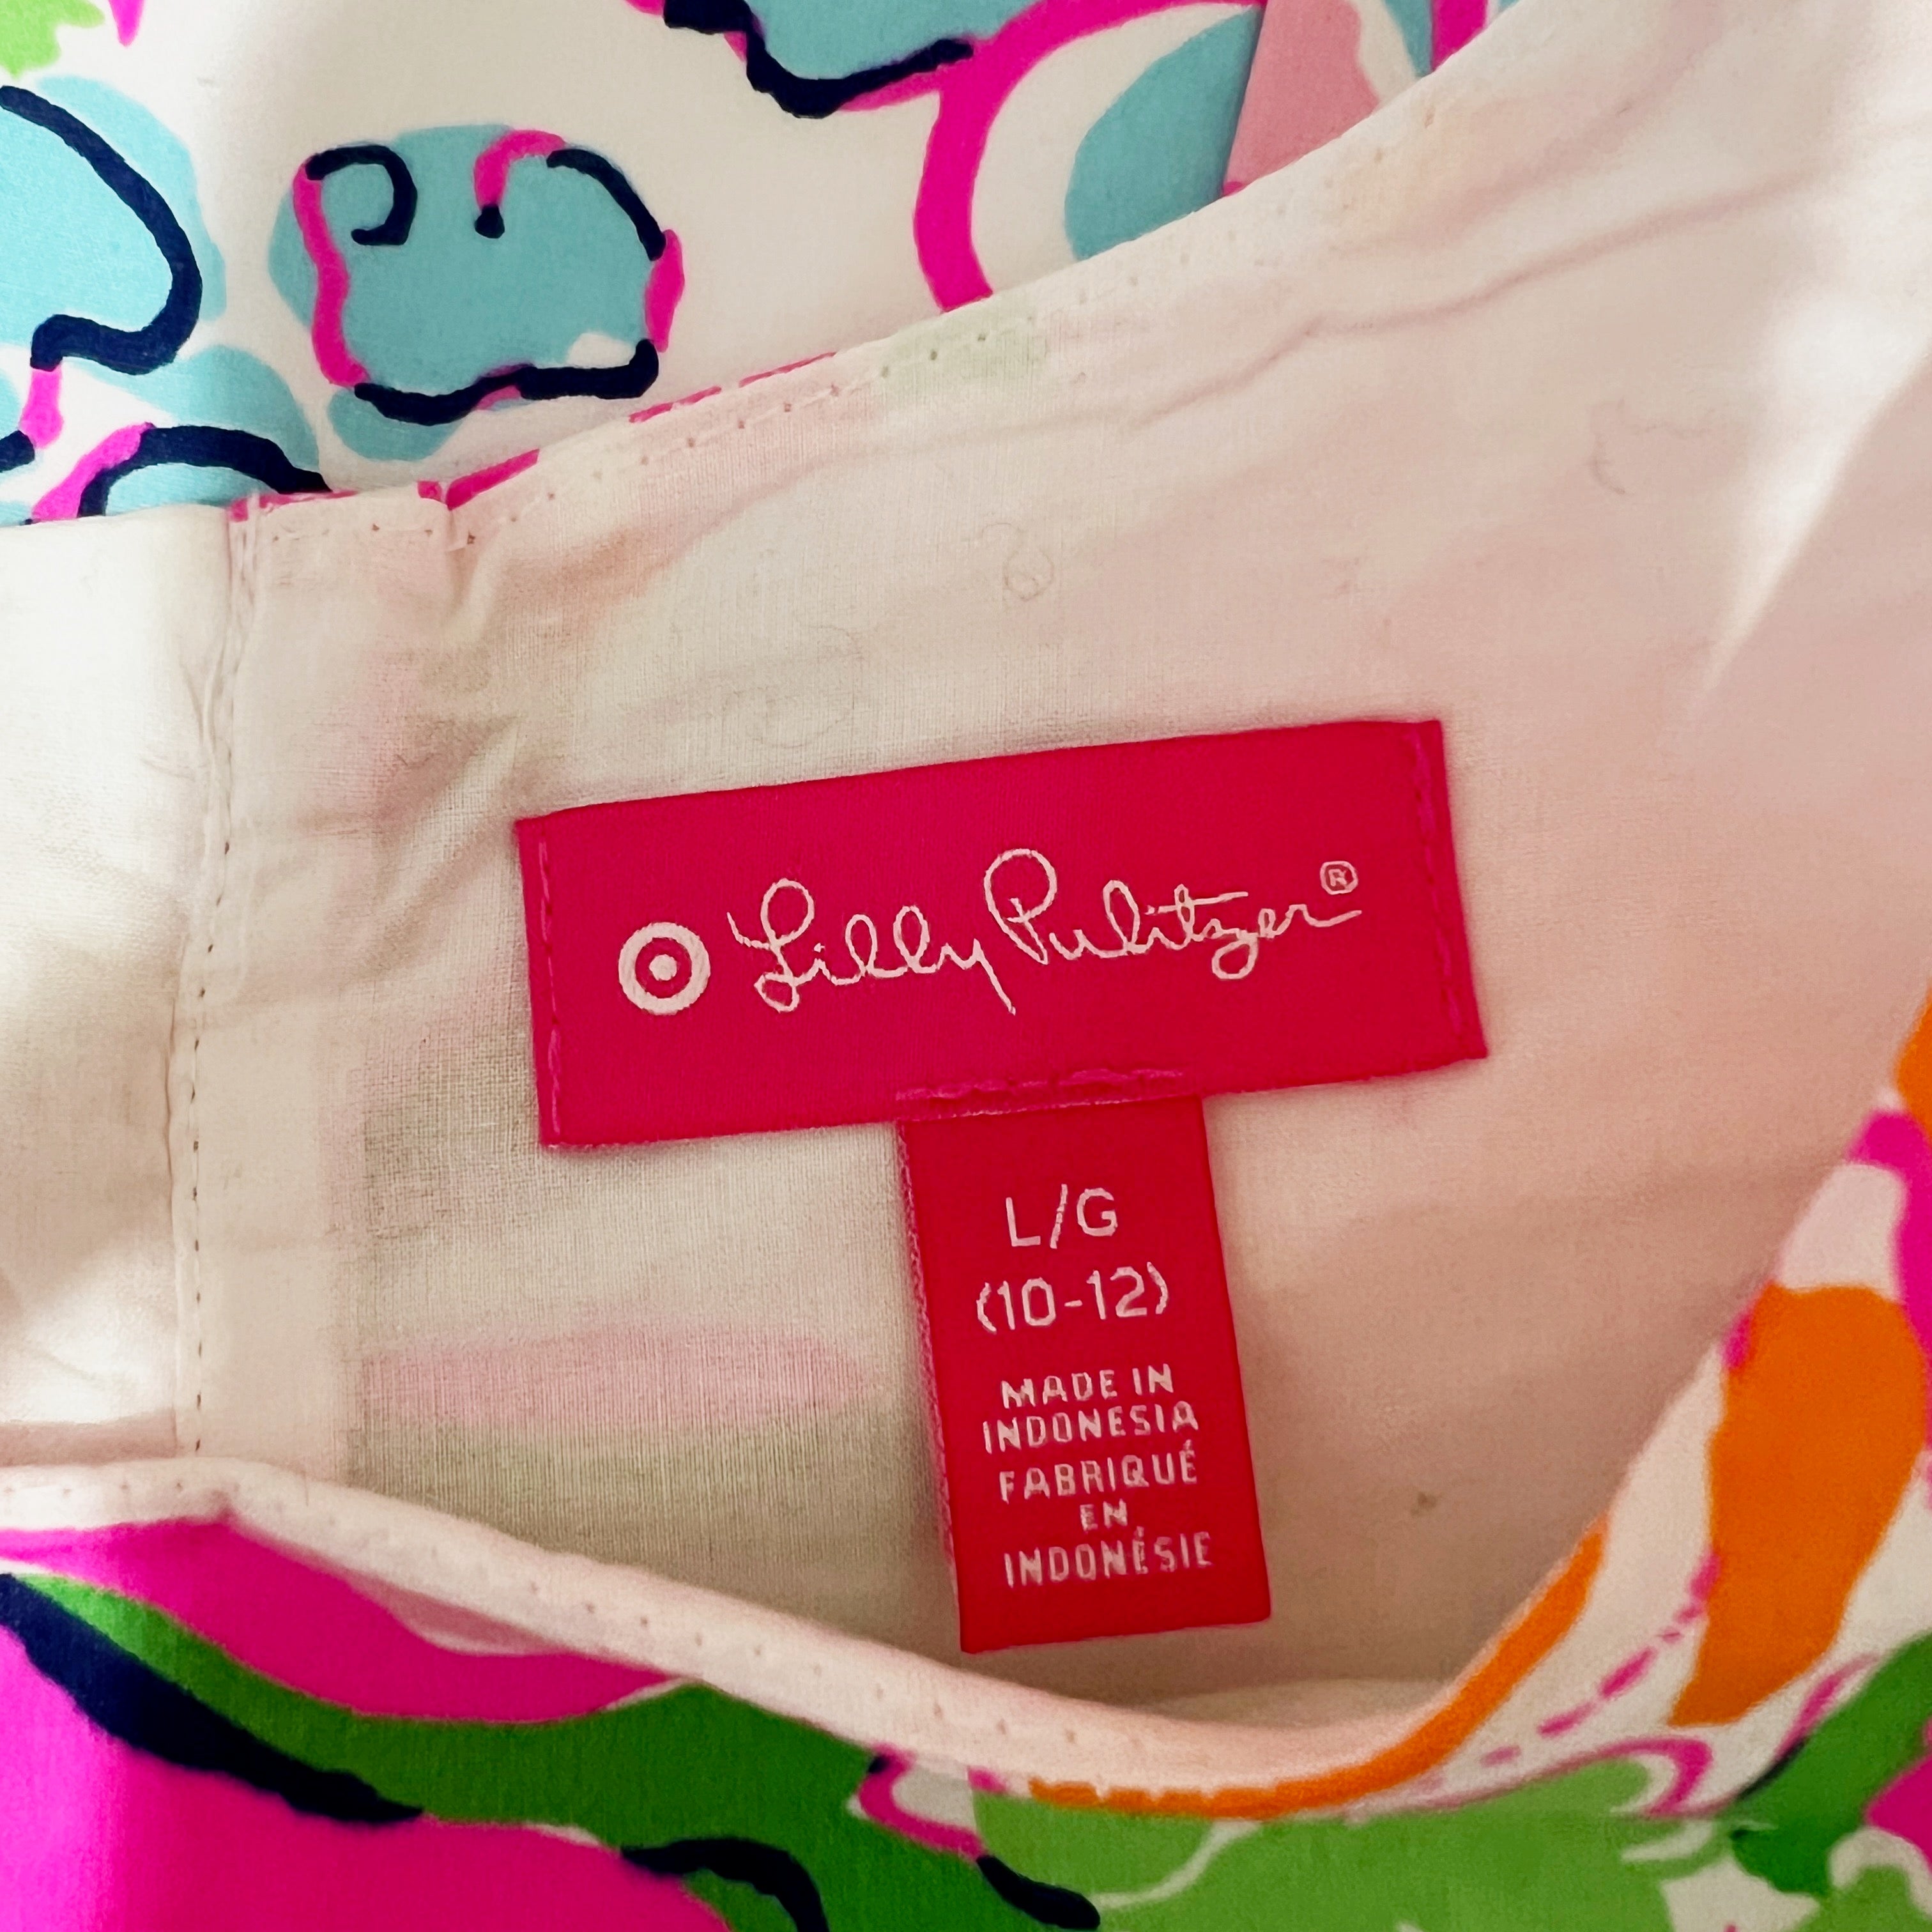 Lilly Pulitzer®
L/G
(10-12)
MADE IN
INDONESIA
FABRIQUÉ
EN
INDONÉSIE